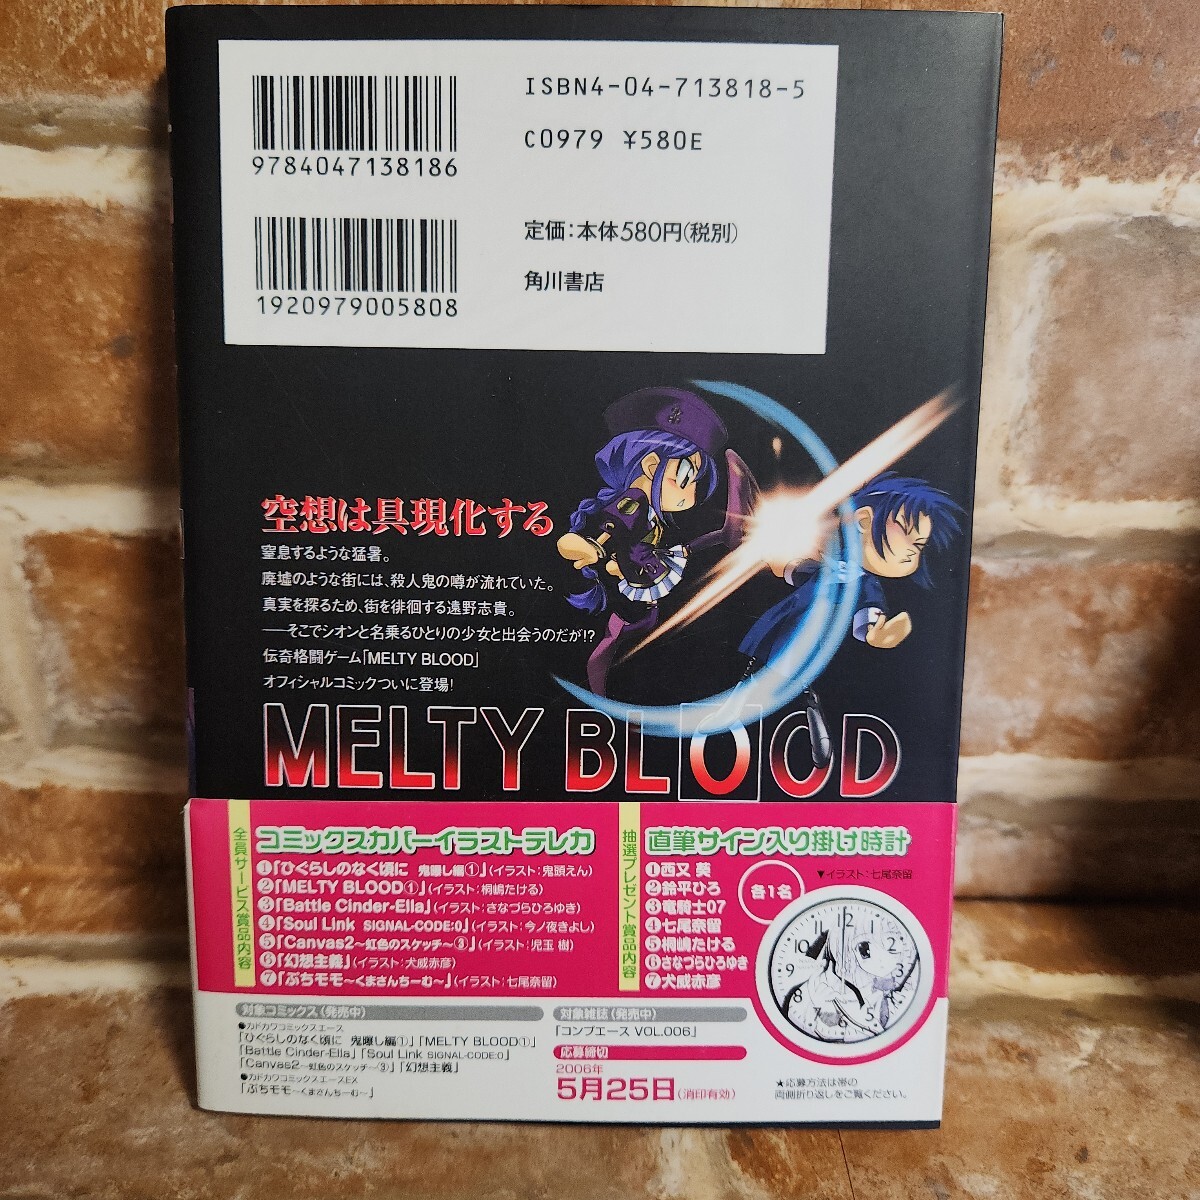 ISBN4-04-713818-5
C0979 ¥580E
9784047138186
定価：本体580円(税別)
1920979005808
角川書店
空想は具現化する
窒息するような猛暑。
廃墟のような街には、殺人鬼の噂が流れていた。
真実を探るため、街を徘徊する遠野志貴。
――そこでシオンと名乗るひとりの少女と出会うのだが!?
伝奇格闘ゲーム「MELTY BLOOD」
オフィシャルコミックついに登場!
MELTY BLOOD
全員サービス賞品内容
コミックスカバーイラストテレカ
❶「ひぐらしのなく頃に 鬼曝し編①」(イラスト：鬼頭えん)
❷「MELTY BLOOD①」(イラスト：桐嶋たける)
❸「Battle Cinder-Ella」(イラスト：さなづらひろゆき)
❹「Soul Link SIGNAL-CODE:0」(イラスト：今ノ夜きよし)
❺「Canvas2～虹色のスケッチ～③」(イラスト：児玉 樹)
❻「幻想主義」(イラスト：犬威赤彦)
❼「ぷちモモ～くまさんちーむ～」(イラスト：七尾奈留)
抽選プレゼント賞品内容
直筆サイン入り掛け時計
▼イラスト：七尾奈留
❶西又 葵
❷鈴平ひろ
❸竜騎士07
❹七尾奈留
❺桐嶋たける
❻さなづらひろゆき
❼犬威赤彦
各1名
12
1
2
3
4
5
6
7
8
9
10
11
対象コミックス(発売中)
●カドカワコミックスエース
「ひぐらしのなく頃に 鬼曝し編①」「MELTY BLOOD①」
「Battle Cinder-Ella」「Soul Link SIGNAL-CODE:0」
「Canvas2～虹色のスケッチ～③」「幻想主義」
●カドカワコミックスエースEX
「ぷちモモ～くまさんちーむ～」
対象雑誌(発売中)
「コンプエース VOL.006」
応募締切
2006年
5月25日(消印有効)
★応募方法は帯の
両側折り返しをご覧ください。